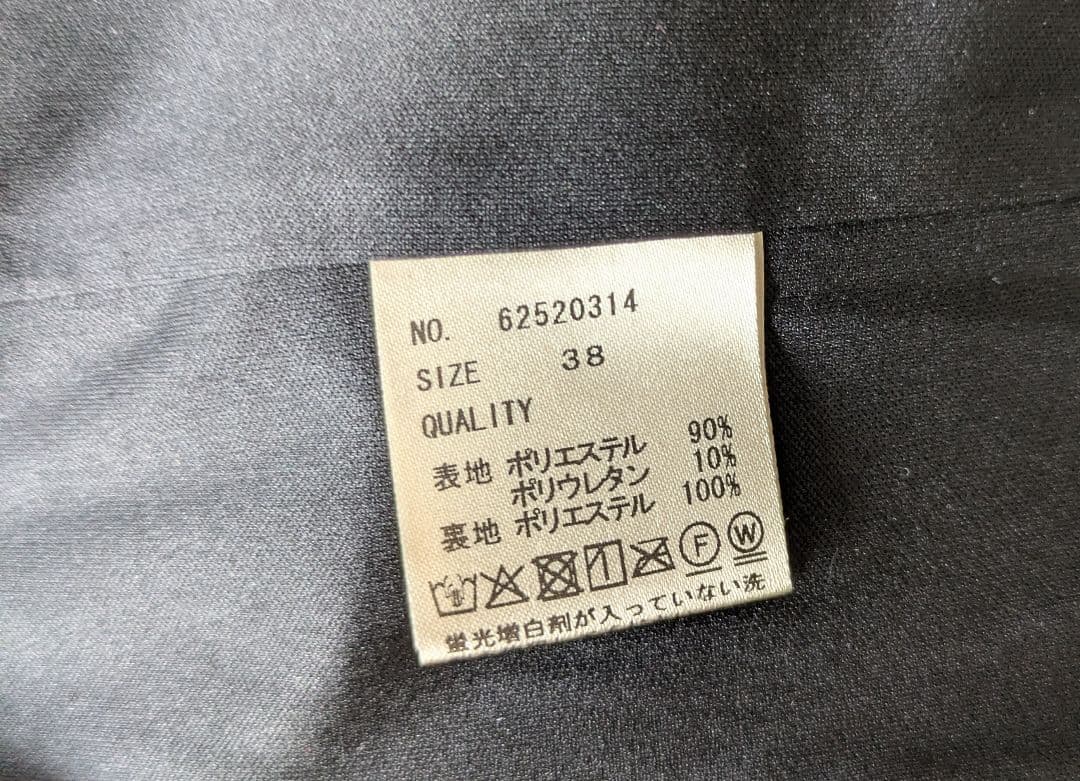 NO. 62520314
SIZE 38
QUALITY
表地 ポリエステル 90%
ポリウレタン 10%
裏地 ポリエステル 100%
F W
蛍光増白剤が入っていない洗